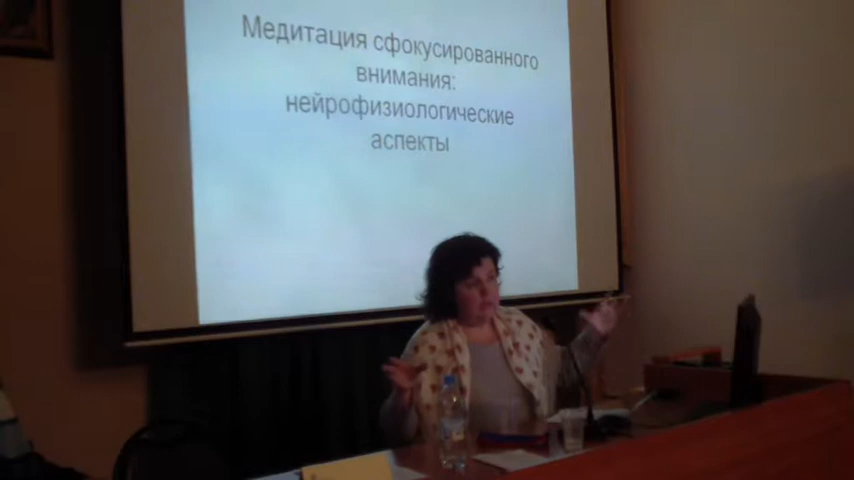 Медитация сфокусированного
внимания:
нейрофизиологические
аспекты